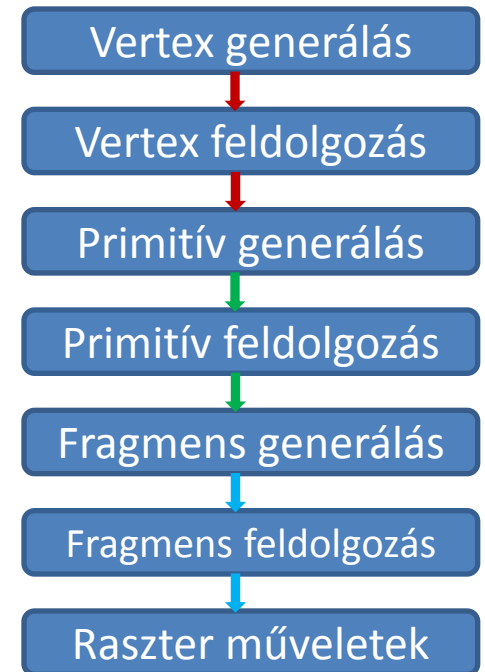 Vertex generálás
Vertex feldolgozás
Primitív generálás
Primitív feldolgozás
Fragmens generálás
Fragmens feldolgozás
Raszter műveletek